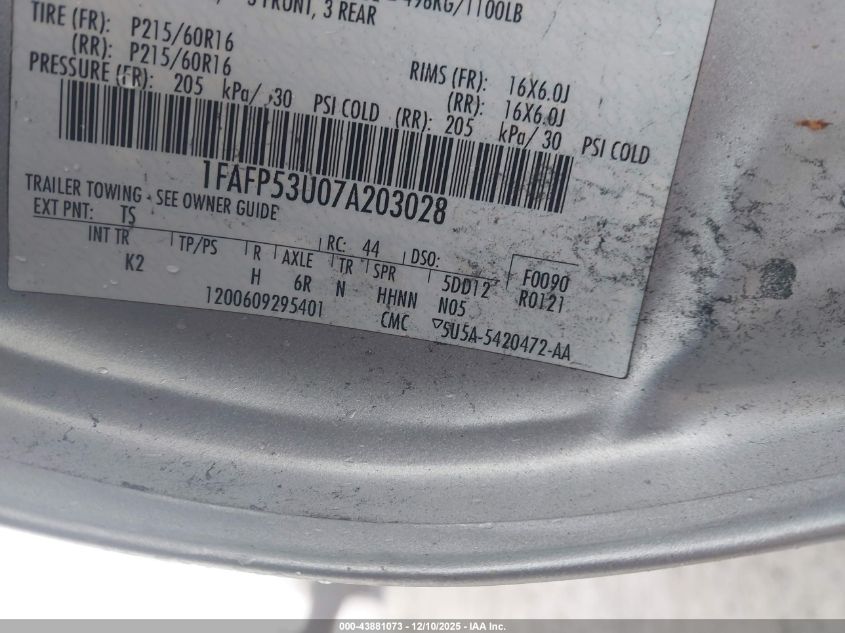 3 FRONT, 3 REAR
498KG/1100LB
TIRE (FR): P215/60R16
(RR): P215/60R16
RIMS (FR): 16X6.0J
(RR): 16X6.0J
PRESSURE (FR): 205 kPa/ 30 PSI COLD (RR): 205 kPa/ 30 PSI COLD
1FAFP53U07A203028
TRAILER TOWING - SEE OWNER GUIDE
EXT PNT: TS RC: 44 DSO: F0090
INT TR TP/PS R AXLE TR SPR 5DD12 R0121
K2 H 6R N HHNN N05
1200609295401 CMC ▽5U5A-5420472-AA
000-43881073 — 12/10/2025 — IAA Inc.